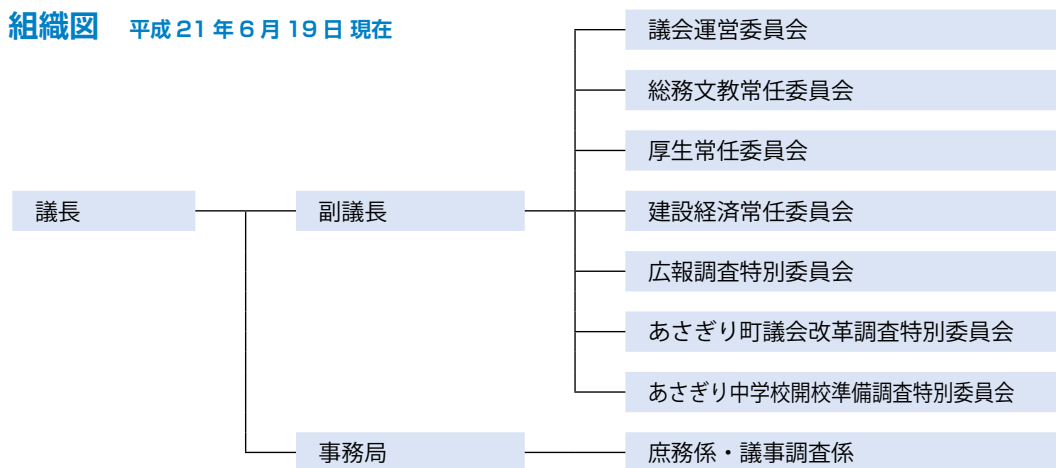 組織図 平成 21 年 6 月 19 日 現在
議会運営委員会
総務文教常任委員会
厚生常任委員会
議長
副議長
建設経済常任委員会
広報調査特別委員会
あさぎり町議会改革調査特別委員会
あさぎり中学校開校準備調査特別委員会
事務局
庶務係・議事調査係